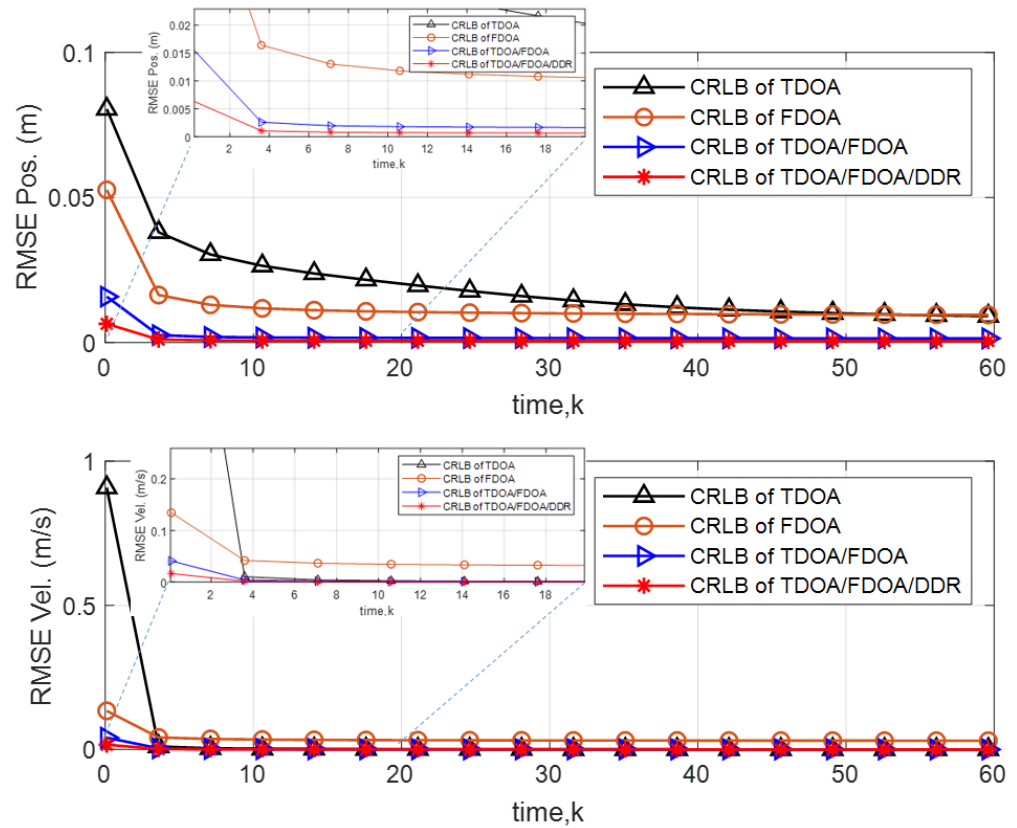 0.02
0.015
0.01
0.005
0
RMSE Pos. (m)
CRLB of TDOA
CRLB of FDOA
CRLB of TDOA/FDOA
CRLB of TDOA/FDOA/DDR
2 4 6 8 10 12 14 16 18
time,k
0.1
0.05
0
RMSE Pos. (m)
CRLB of TDOA
CRLB of FDOA
CRLB of TDOA/FDOA
CRLB of TDOA/FDOA/DDR
0 10 20 30 40 50 60
time,k
0.2
0.1
0
RMSE Vel. (m/s)
CRLB of TDOA
CRLB of FDOA
CRLB of TDOA/FDOA
CRLB of TDOA/FDOA/DDR
2 4 6 8 10 12 14 16 18
time,k
1
0.5
0
RMSE Vel. (m/s)
CRLB of TDOA
CRLB of FDOA
CRLB of TDOA/FDOA
CRLB of TDOA/FDOA/DDR
0 10 20 30 40 50 60
time,k